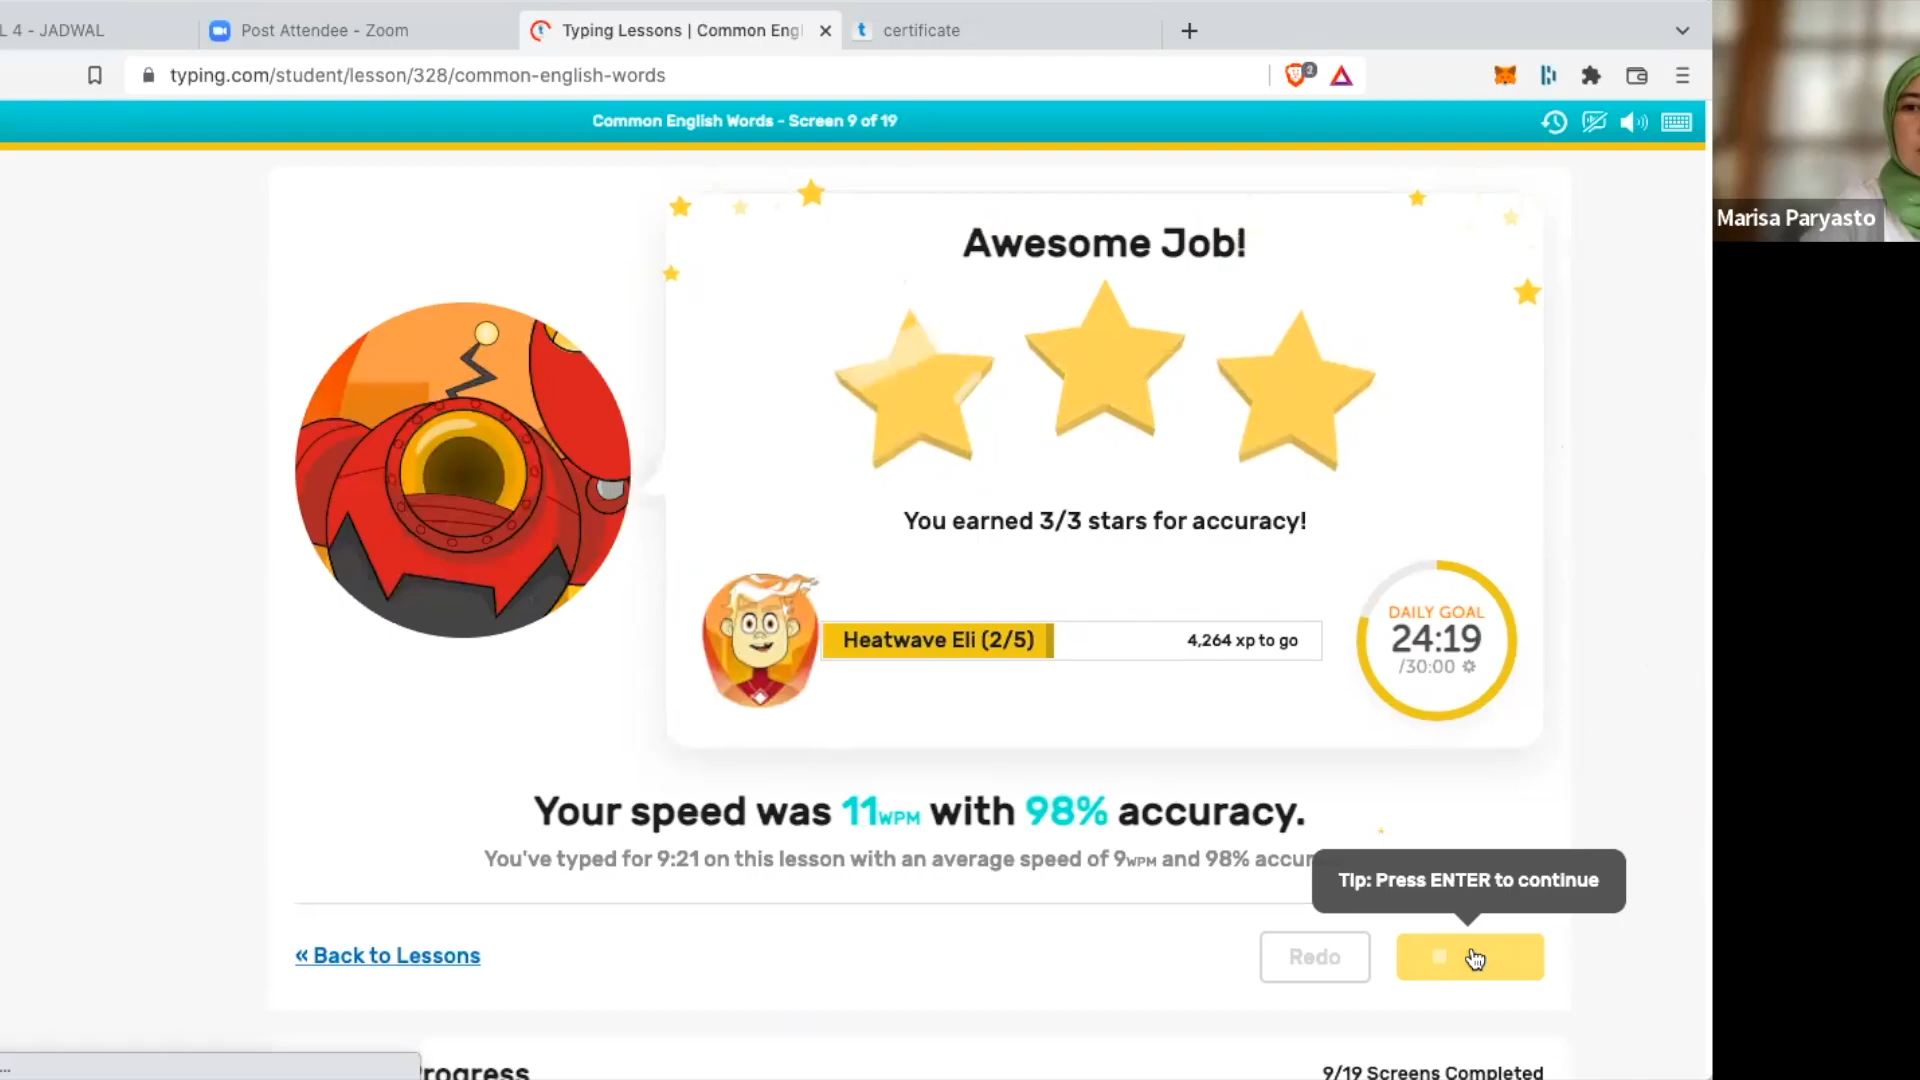 L 4 - JADWAL
Post Attendee - Zoom
Typing Lessons | Common Engl
certificate
typing.com/student/lesson/328/common-english-words
2
Common English Words - Screen 9 of 19
Marisa Paryasto
Awesome Job!
You earned 3/3 stars for accuracy!
Heatwave Eli (2/5)
4,264 xp to go
DAILY GOAL
24:19
/30:00
Your speed was 11WPM with 98% accuracy.
You've typed for 9:21 on this lesson with an average speed of 9WPM and 98% accur
Tip: Press ENTER to continue
« Back to Lessons
Redo
...
rogress
9/19 Screens Completed